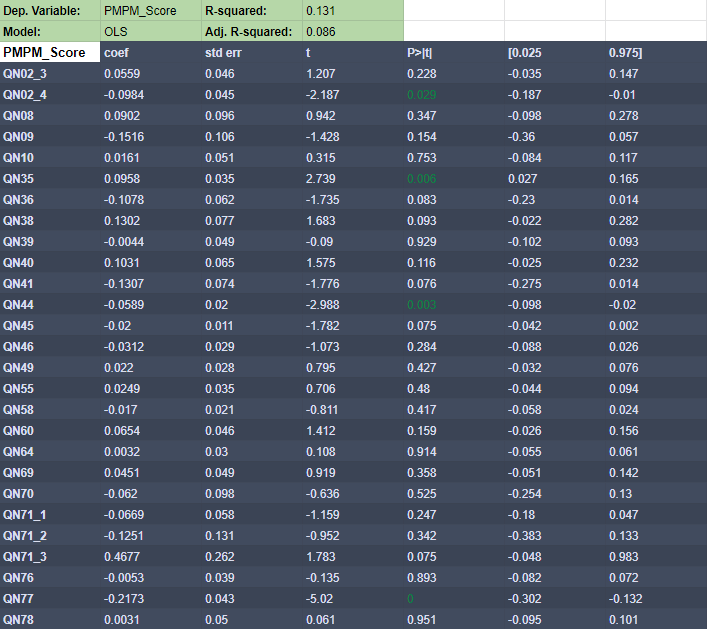 Dep. Variable: PMPM_Score R-squared: 0.131
Model: OLS Adj. R-squared: 0.086
PMPM_Score coef std err t P>|t| [0.025 0.975]
QN02_3 0.0559 0.046 1.207 0.228 -0.035 0.147
QN02_4 -0.0984 0.045 -2.187 0.029 -0.187 -0.01
QN08 0.0902 0.096 0.942 0.347 -0.098 0.278
QN09 -0.1516 0.106 -1.428 0.154 -0.36 0.057
QN10 0.0161 0.051 0.315 0.753 -0.084 0.117
QN35 0.0958 0.035 2.739 0.006 0.027 0.165
QN36 -0.1078 0.062 -1.735 0.083 -0.23 0.014
QN38 0.1302 0.077 1.683 0.093 -0.022 0.282
QN39 -0.0044 0.049 -0.09 0.929 -0.102 0.093
QN40 0.1031 0.065 1.575 0.116 -0.025 0.232
QN41 -0.1307 0.074 -1.776 0.076 -0.275 0.014
QN44 -0.0589 0.02 -2.988 0.003 -0.098 -0.02
QN45 -0.02 0.011 -1.782 0.075 -0.042 0.002
QN46 -0.0312 0.029 -1.073 0.284 -0.088 0.026
QN49 0.022 0.028 0.795 0.427 -0.032 0.076
QN55 0.0249 0.035 0.706 0.48 -0.044 0.094
QN58 -0.017 0.021 -0.811 0.417 -0.058 0.024
QN60 0.0654 0.046 1.412 0.159 -0.026 0.156
QN64 0.0032 0.03 0.108 0.914 -0.055 0.061
QN69 0.0451 0.049 0.919 0.358 -0.051 0.142
QN70 -0.062 0.098 -0.636 0.525 -0.254 0.13
QN71_1 -0.0669 0.058 -1.159 0.247 -0.18 0.047
QN71_2 -0.1251 0.131 -0.952 0.342 -0.383 0.133
QN71_3 0.4677 0.262 1.783 0.075 -0.048 0.983
QN76 -0.0053 0.039 -0.135 0.893 -0.082 0.072
QN77 -0.2173 0.043 -5.02 0 -0.302 -0.132
QN78 0.0031 0.05 0.061 0.951 -0.095 0.101